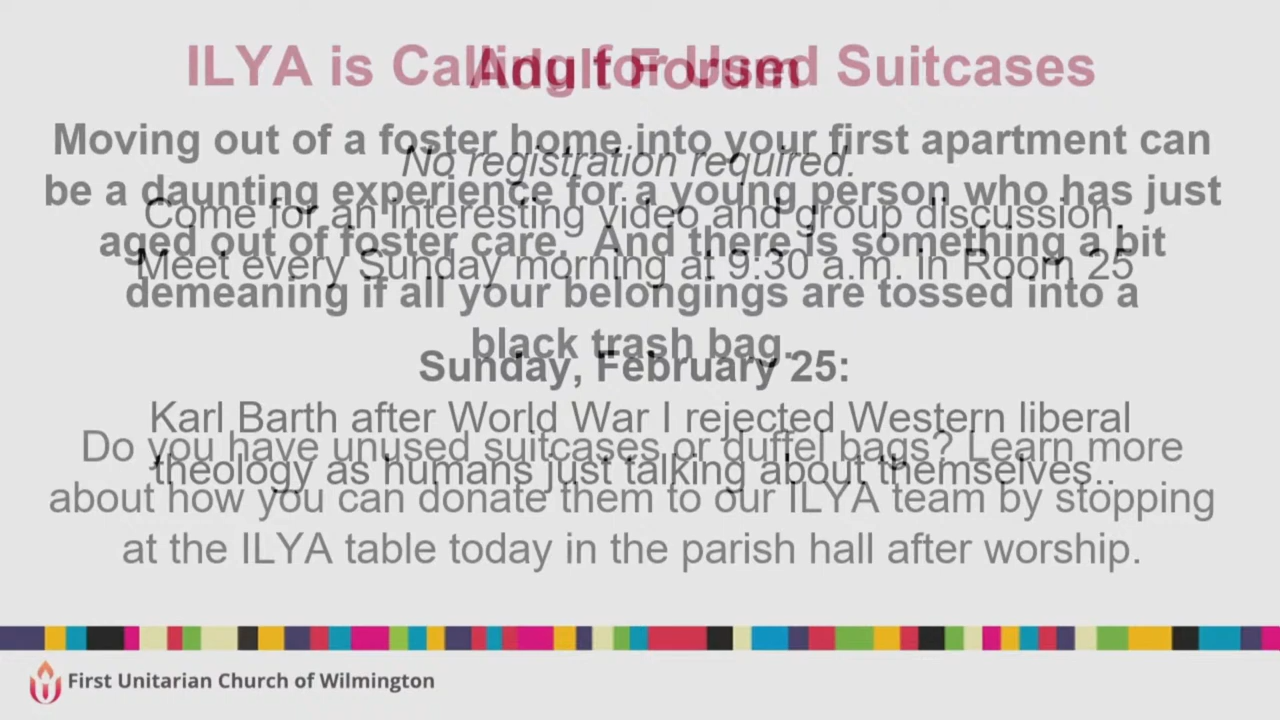 ILYA is Calling for Used Suitcases
Moving out of a foster home into your first apartment can
be a daunting experience for a young person who has just
aged out of foster care.  And there is something a bit
demeaning if all your belongings are tossed into a
black trash bag.
Do you have unused suitcases or duffel bags? Learn more
about how you can donate them to our ILYA team by stopping
at the ILYA table today in the parish hall after worship.
Adult Forum
No registration required.
Come for an interesting video and group discussion,
Meet every Sunday morning at 9:30 a.m. in Room 25
Sunday, February 25:
Karl Barth after World War I rejected Western liberal
theology as humans just talking about themselves..
First Unitarian Church of Wilmington